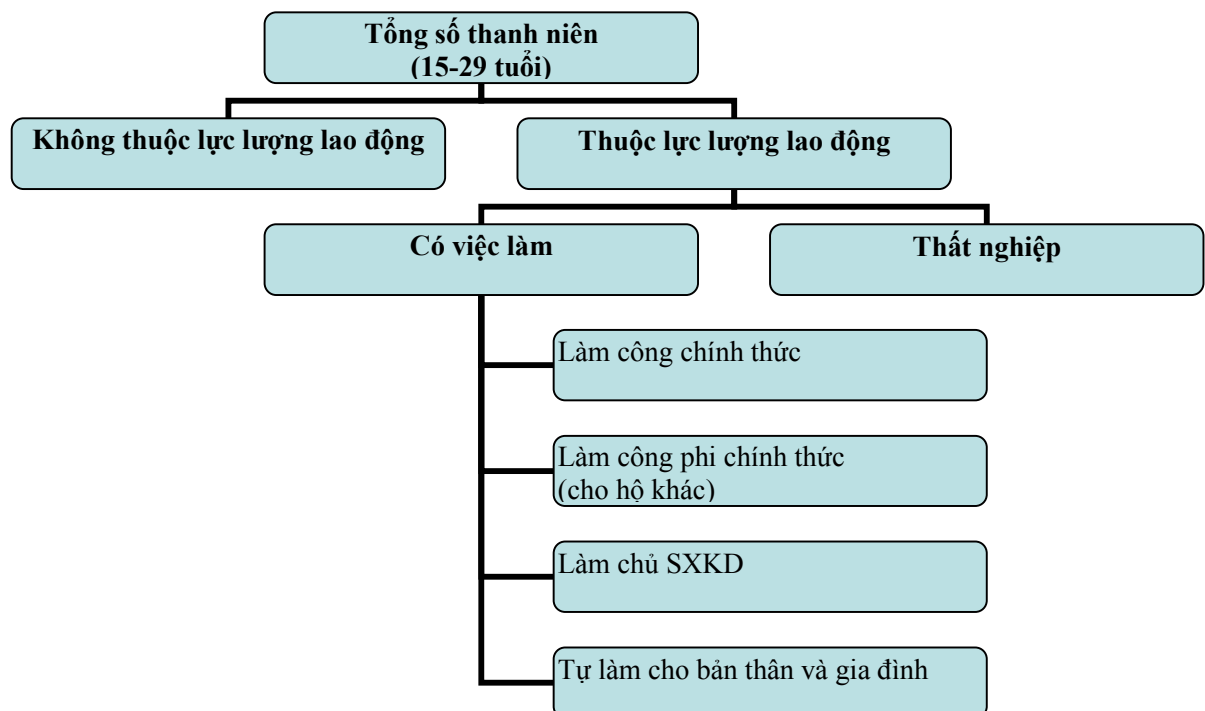 Tổng số thanh niên
(15-29 tuổi)
Không thuộc lực lượng lao động
Thuộc lực lượng lao động
Có việc làm
Thất nghiệp
Làm công chính thức
Làm công phi chính thức
(cho hộ khác)
Làm chủ SXKD
Tự làm cho bản thân và gia đình